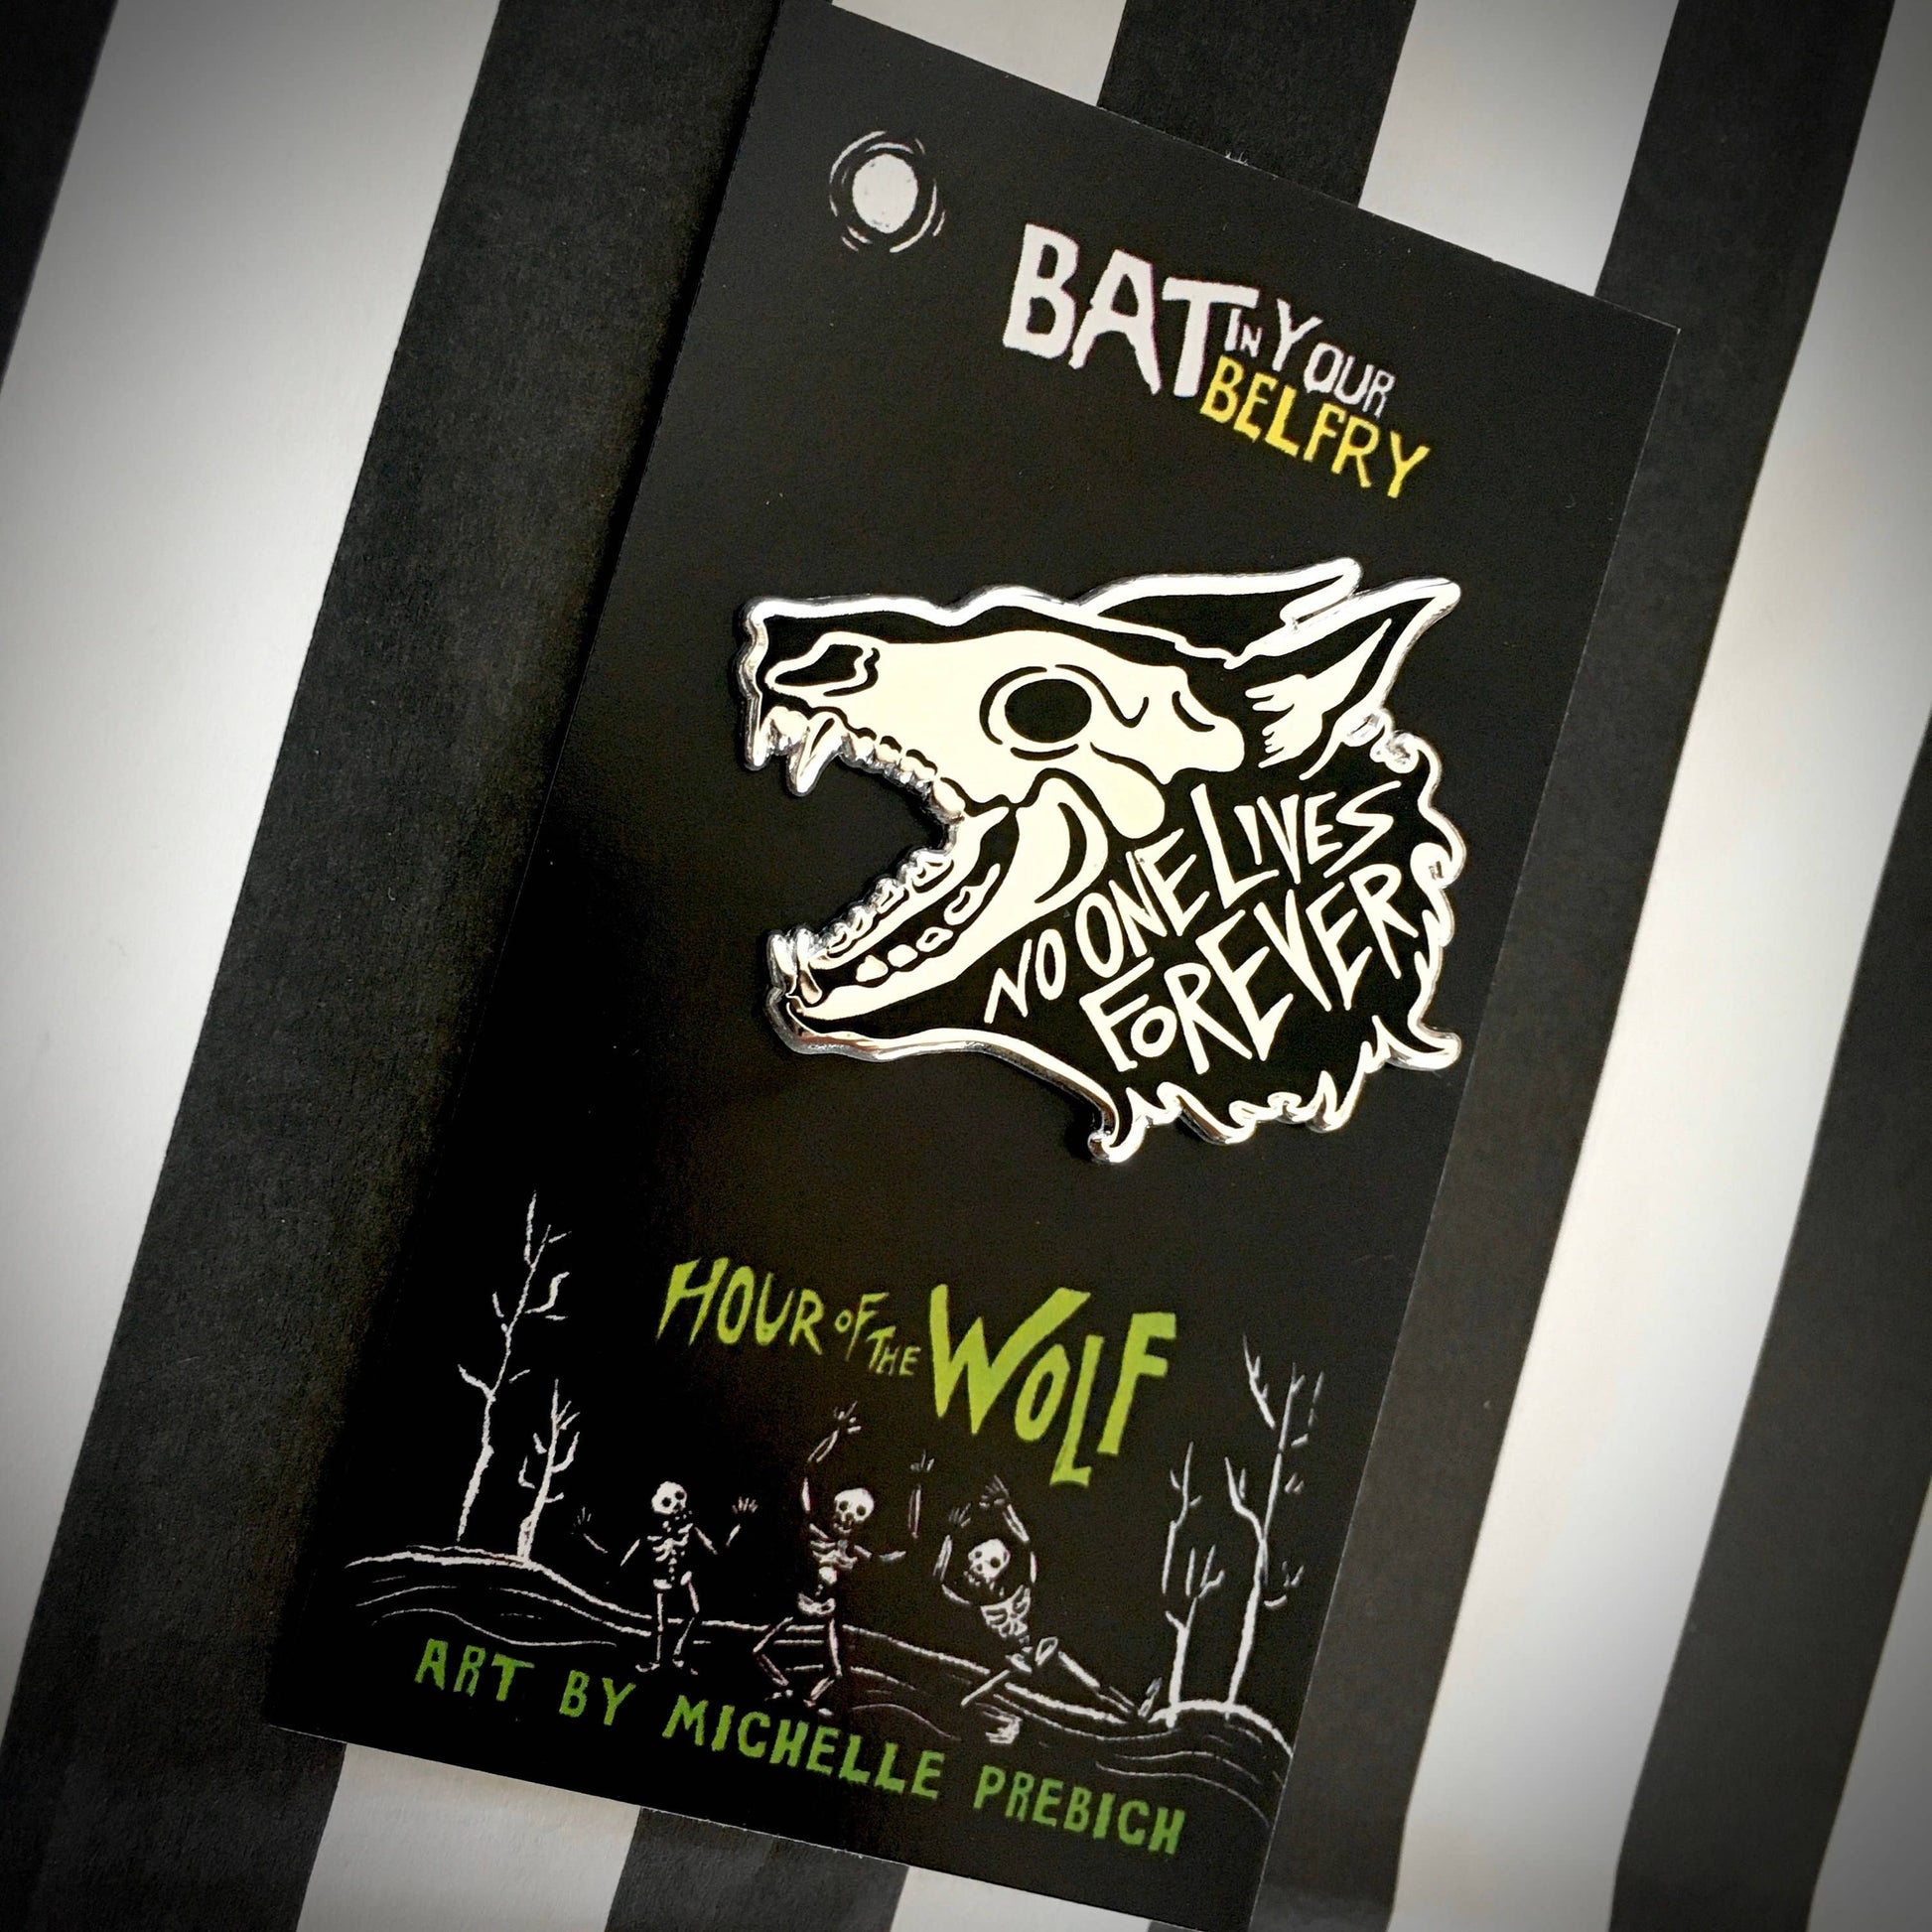 BAT IN YOUR
BELFRY
NO ONE LIVES
FOREVER
HOUR OF THE WOLF
ART BY MICHELLE PREBICH